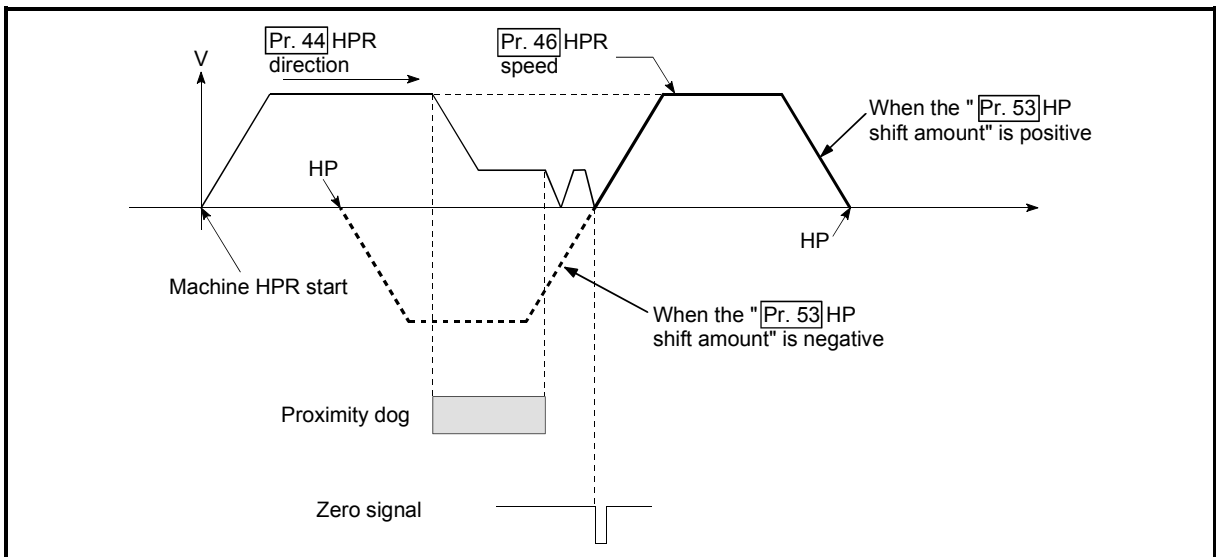 Pr. 44 HPR
direction
Pr. 46 HPR
speed
V
When the " Pr. 53 HP
shift amount" is positive
HP
HP
Machine HPR start
When the " Pr. 53 HP
shift amount" is negative
Proximity dog
Zero signal